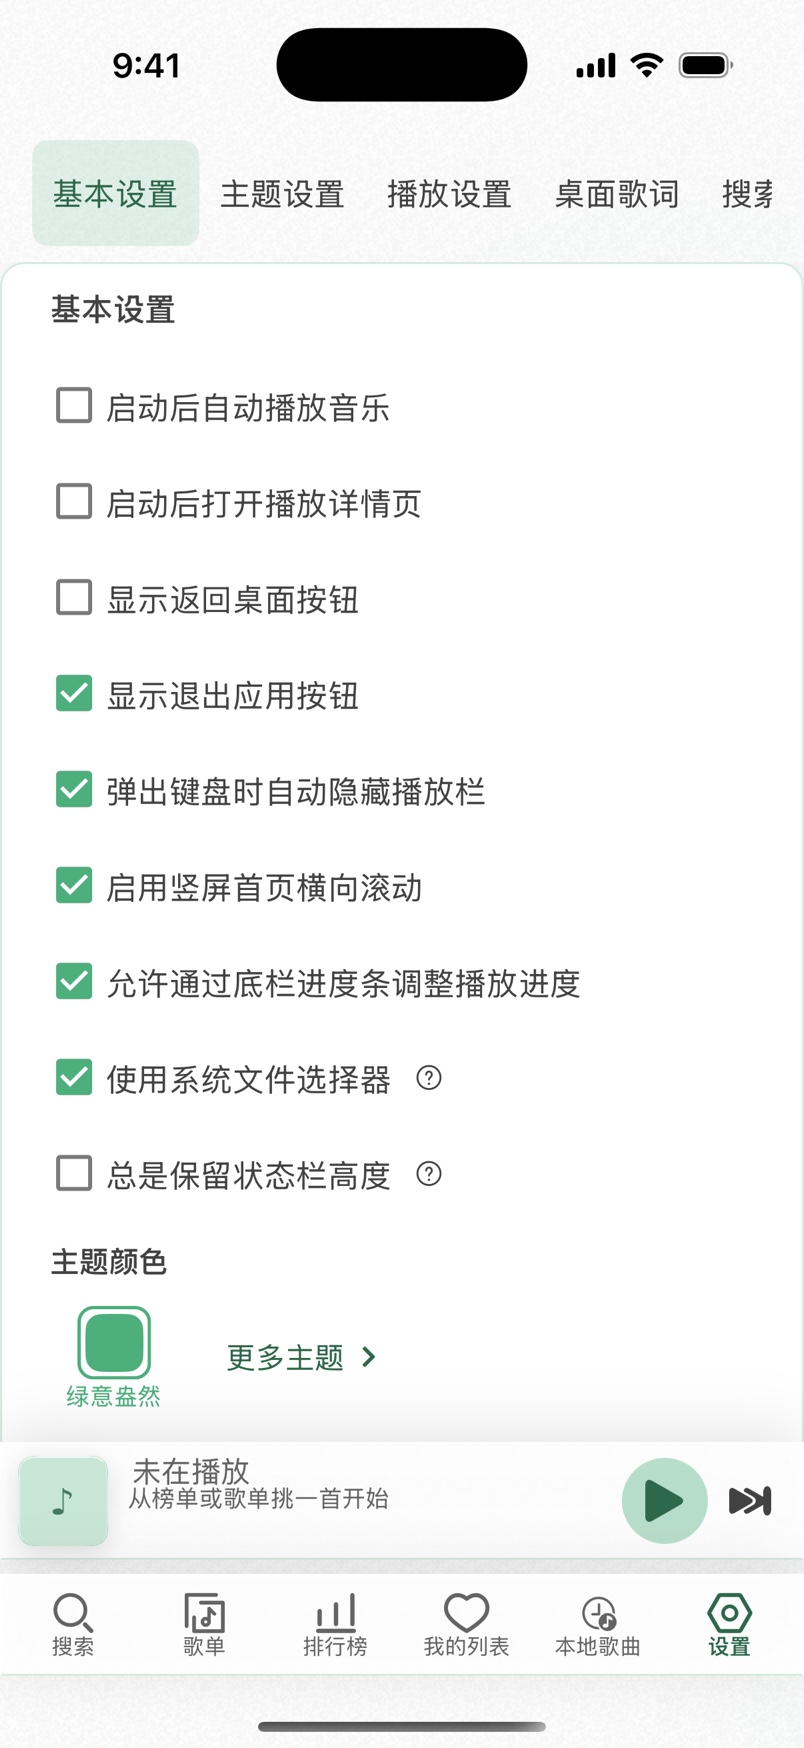 9:41
基本设置 主题设置 播放设置 桌面歌词 搜索
基本设置
启动后自动播放音乐
启动后打开播放详情页
显示返回桌面按钮
显示退出应用按钮
弹出键盘时自动隐藏播放栏
启用竖屏首页横向滚动
允许通过底栏进度条调整播放进度
使用系统文件选择器 ?
总是保留状态栏高度 ?
主题颜色
更多主题
绿意盎然
未在播放
从榜单或歌单挑一首开始
搜索 歌单 排行榜 我的列表 本地歌曲 设置